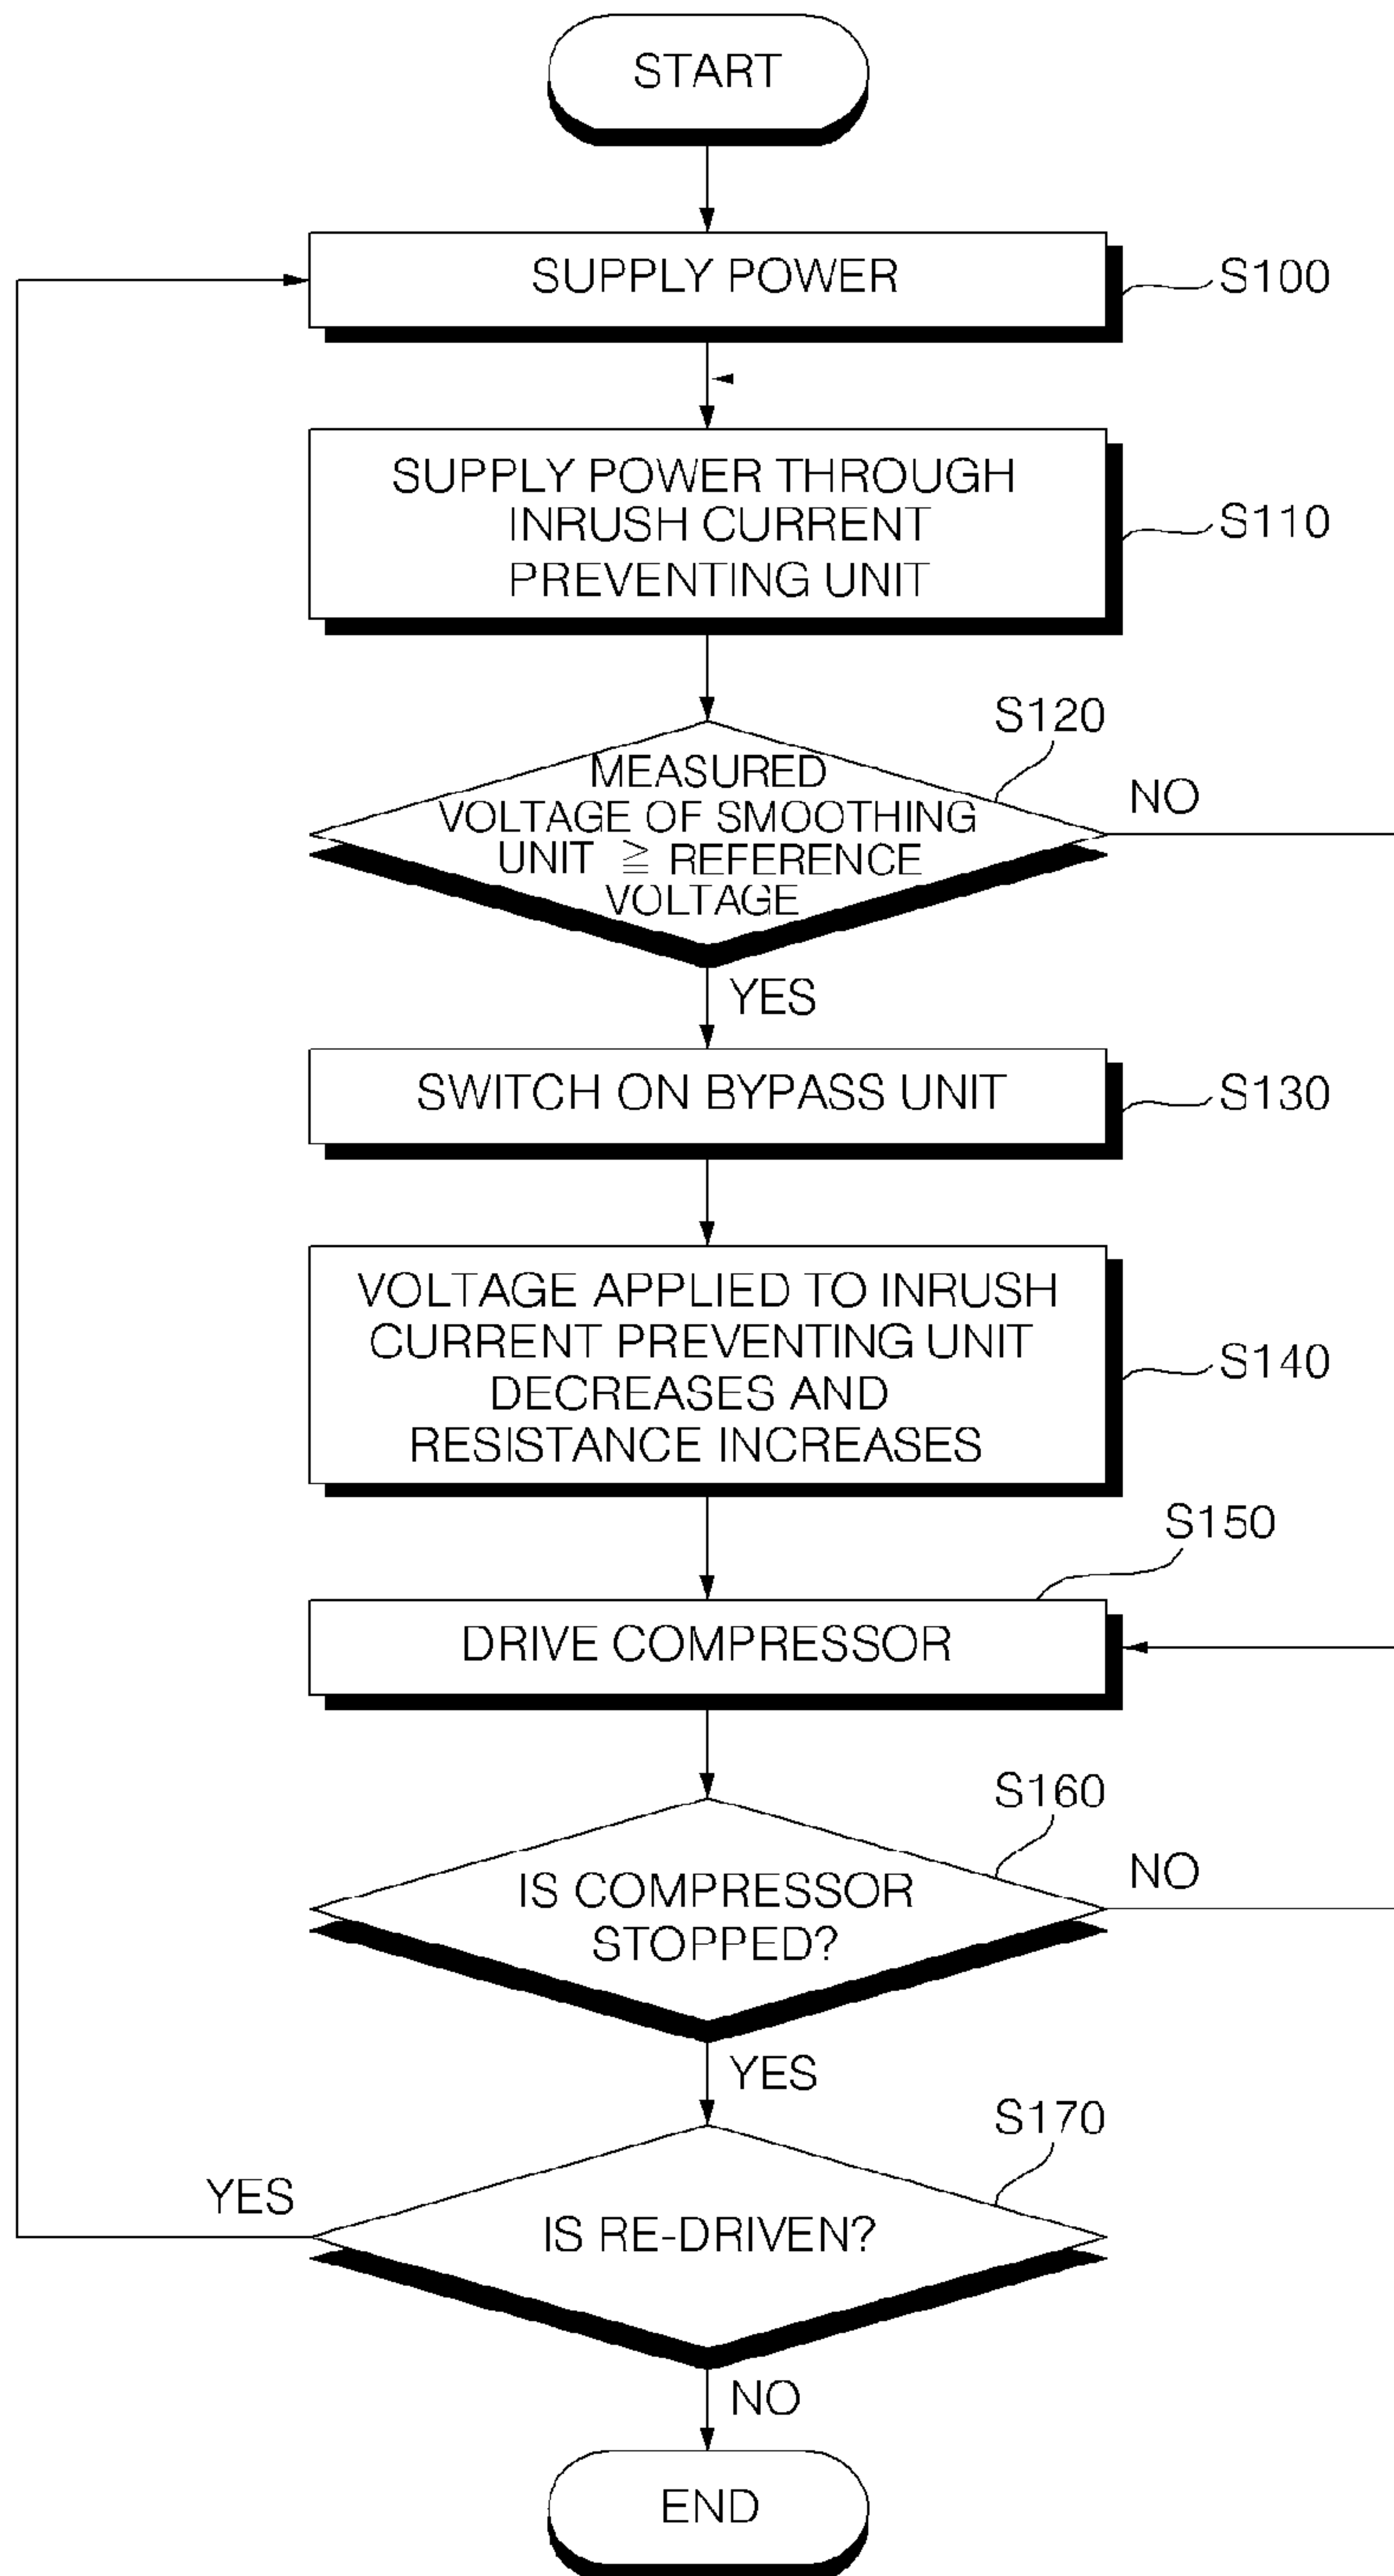 START
SUPPLY POWER
S100
SUPPLY POWER THROUGH
INRUSH CURRENT
PREVENTING UNIT
S110
S120
MEASURED
VOLTAGE OF SMOOTHING
UNIT ≧ REFERENCE
VOLTAGE
NO
YES
SWITCH ON BYPASS UNIT
S130
VOLTAGE APPLIED TO INRUSH
CURRENT PREVENTING UNIT
DECREASES AND
RESISTANCE INCREASES
S140
S150
DRIVE COMPRESSOR
S160
IS COMPRESSOR
STOPPED?
NO
YES
S170
YES
IS RE-DRIVEN?
NO
END